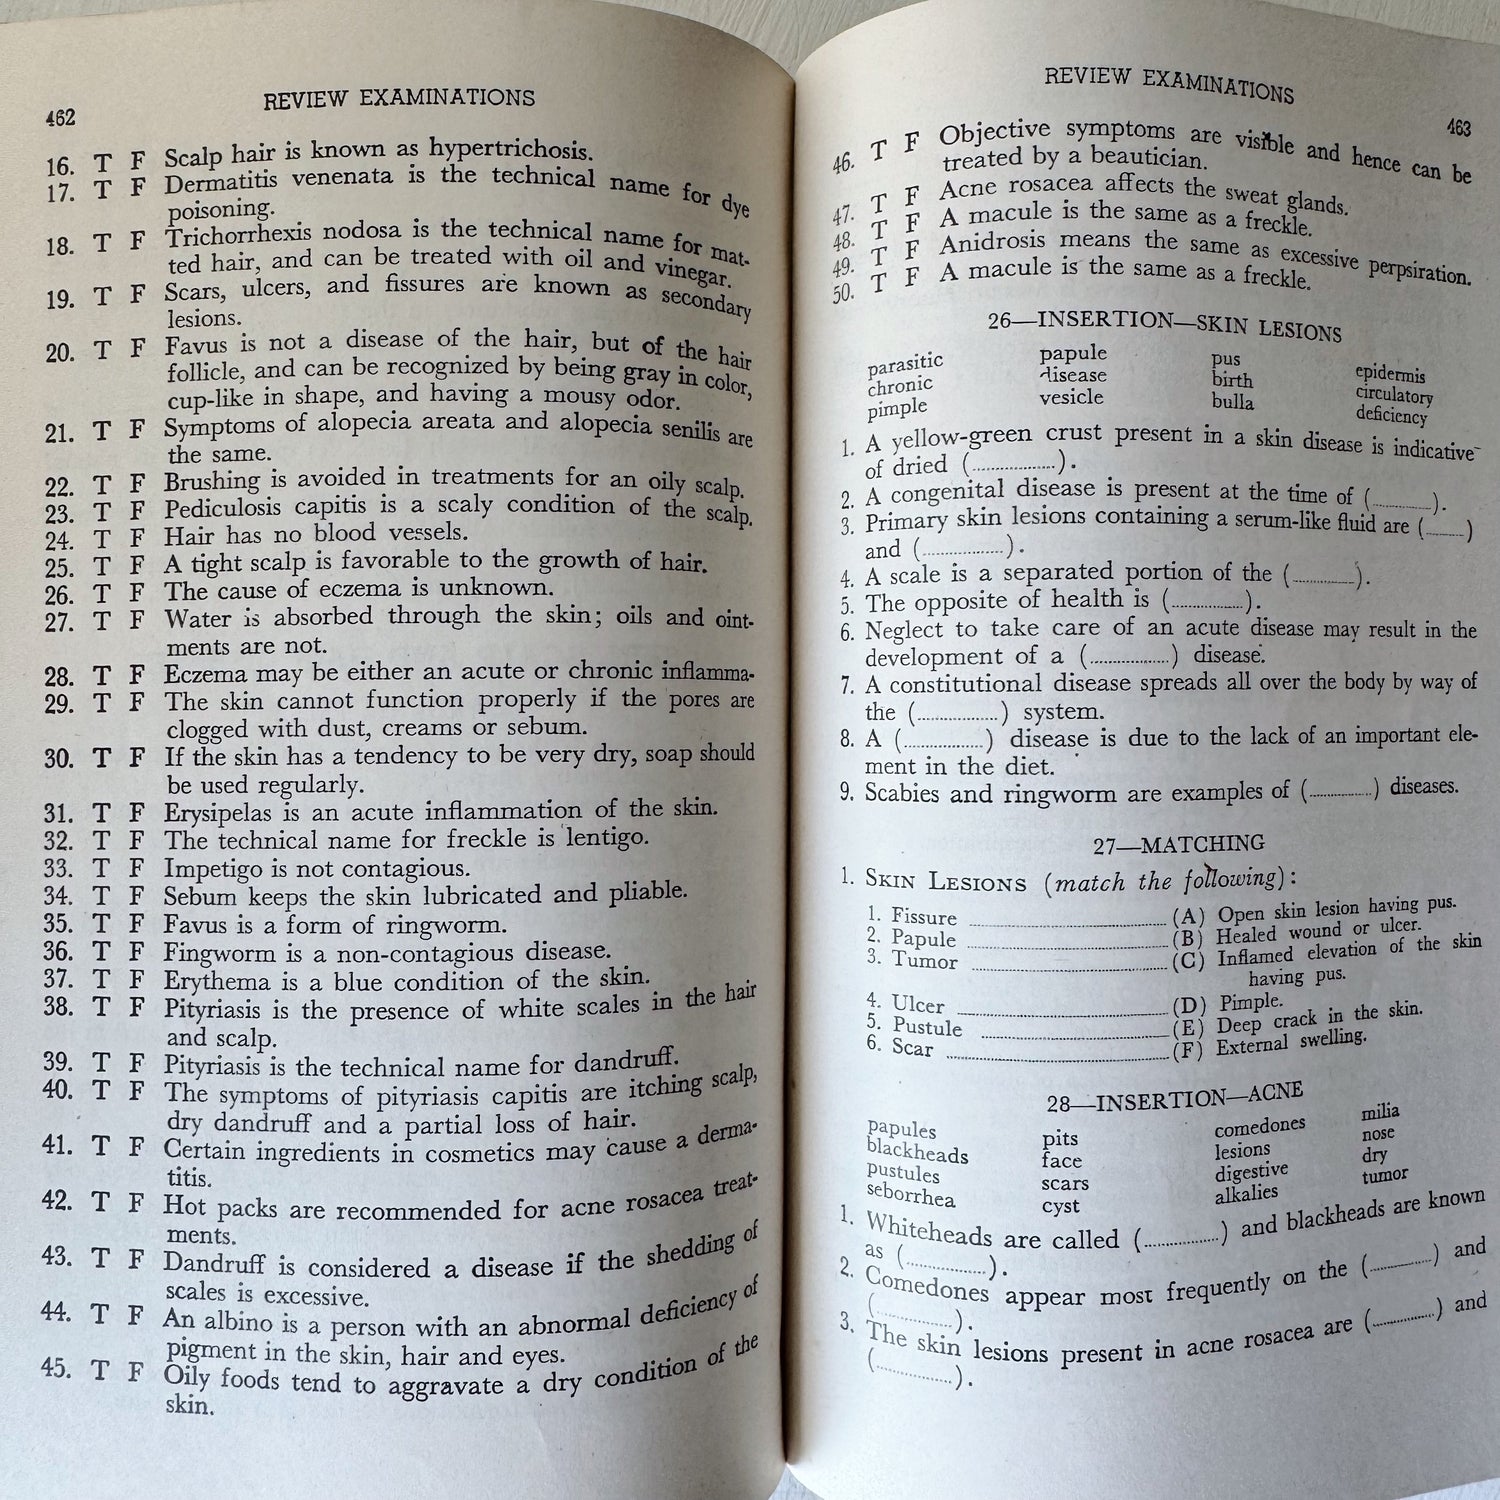 462
REVIEW EXAMINATIONS
16. T F Scalp hair is known as hypertrichosis.
17. T F Dermatitis venenata is the technical name for dye
poisoning.
18. T F Trichorrhexis nodosa is the technical name for mat-
ted hair, and can be treated with oil and vinegar.
19. T F Scars, ulcers, and fissures are known as secondary
lesions.
20. T F Favus is not a disease of the hair, but of the hair
follicle, and can be recognized by being gray in color,
cup-like in shape, and having a mousy odor.
21. T F Symptoms of alopecia areata and alopecia senilis are
the same.
22. T F Brushing is avoided in treatments for an oily scalp.
23. T F Pediculosis capitis is a scaly condition of the scalp.
24. T F Hair has no blood vessels.
25. T F A tight scalp is favorable to the growth of hair.
26. T F The cause of eczema is unknown.
27. T F Water is absorbed through the skin; oils and oint-
ments are not.
28. T F Eczema may be either an acute or chronic inflamma-
29. T F The skin cannot function properly if the pores are
clogged with dust, creams or sebum.
30. T F If the skin has a tendency to be very dry, soap should
be used regularly.
31. T F Erysipelas is an acute inflammation of the skin.
32. T F The technical name for freckle is lentigo.
33. T F Impetigo is not contagious.
34. T F Sebum keeps the skin lubricated and pliable.
35. T F Favus is a form of ringworm.
36. T F Fingworm is a non-contagious disease.
37. T F Erythema is a blue condition of the skin.
38. T F Pityriasis is the presence of white scales in the hair
and scalp.
39. T F Pityriasis is the technical name for dandruff.
40. T F The symptoms of pityriasis capitis are itching scalp,
dry dandruff and a partial loss of hair.
41. T F Certain ingredients in cosmetics may cause a derma-
titis.
42. T F Hot packs are recommended for acne rosacea treat-
ments.
43. T F Dandruff is considered a disease if the shedding of
scales is excessive.
44. T F An albino is a person with an abnormal deficiency of
pigment in the skin, hair and eyes.
45. T F Oily foods tend to aggravate a dry condition of the
skin.
REVIEW EXAMINATIONS
463
46. T F Objective symptoms are visible and hence can be
treated by a beautician.
47. T F Acne rosacea affects the sweat glands.
48. T F A macule is the same as a freckle.
49. T F Anidrosis means the same as excessive perpsiration.
50. T F A macule is the same as a freckle.
26—INSERTION—SKIN LESIONS
parasitic papule pus epidermis
chronic disease birth circulatory
pimple vesicle bulla deficiency
1. A yellow-green crust present in a skin disease is indicative
of dried (..................).
2. A congenital disease is present at the time of (.............).
3. Primary skin lesions containing a serum-like fluid are (........)
and (..................).
4. A scale is a separated portion of the (..............).
5. The opposite of health is (................).
6. Neglect to take care of an acute disease may result in the
development of a (..................) disease.
7. A constitutional disease spreads all over the body by way of
the (..................) system.
8. A (..................) disease is due to the lack of an important ele-
ment in the diet.
9. Scabies and ringworm are examples of (..............) diseases.
27—MATCHING
1. SKIN LESIONS (match the following):
1. Fissure ........................................ (A) Open skin lesion having pus.
2. Papule ........................................ (B) Healed wound or ulcer.
3. Tumor ........................................ (C) Inflamed elevation of the skin
having pus.
4. Ulcer ........................................ (D) Pimple.
5. Pustule ........................................ (E) Deep crack in the skin.
6. Scar ........................................ (F) External swelling.
28—INSERTION—ACNE
papules pits comedones milia
blackheads face lesions nose
pustules scars digestive dry
seborrhea cyst alkalies tumor
1. Whiteheads are called (................) and blackheads are known
as (..................).
2. Comedones appear most frequently on the (..............) and
(..................).
3. The skin lesions present in acne rosacea are (..............) and
(..................).